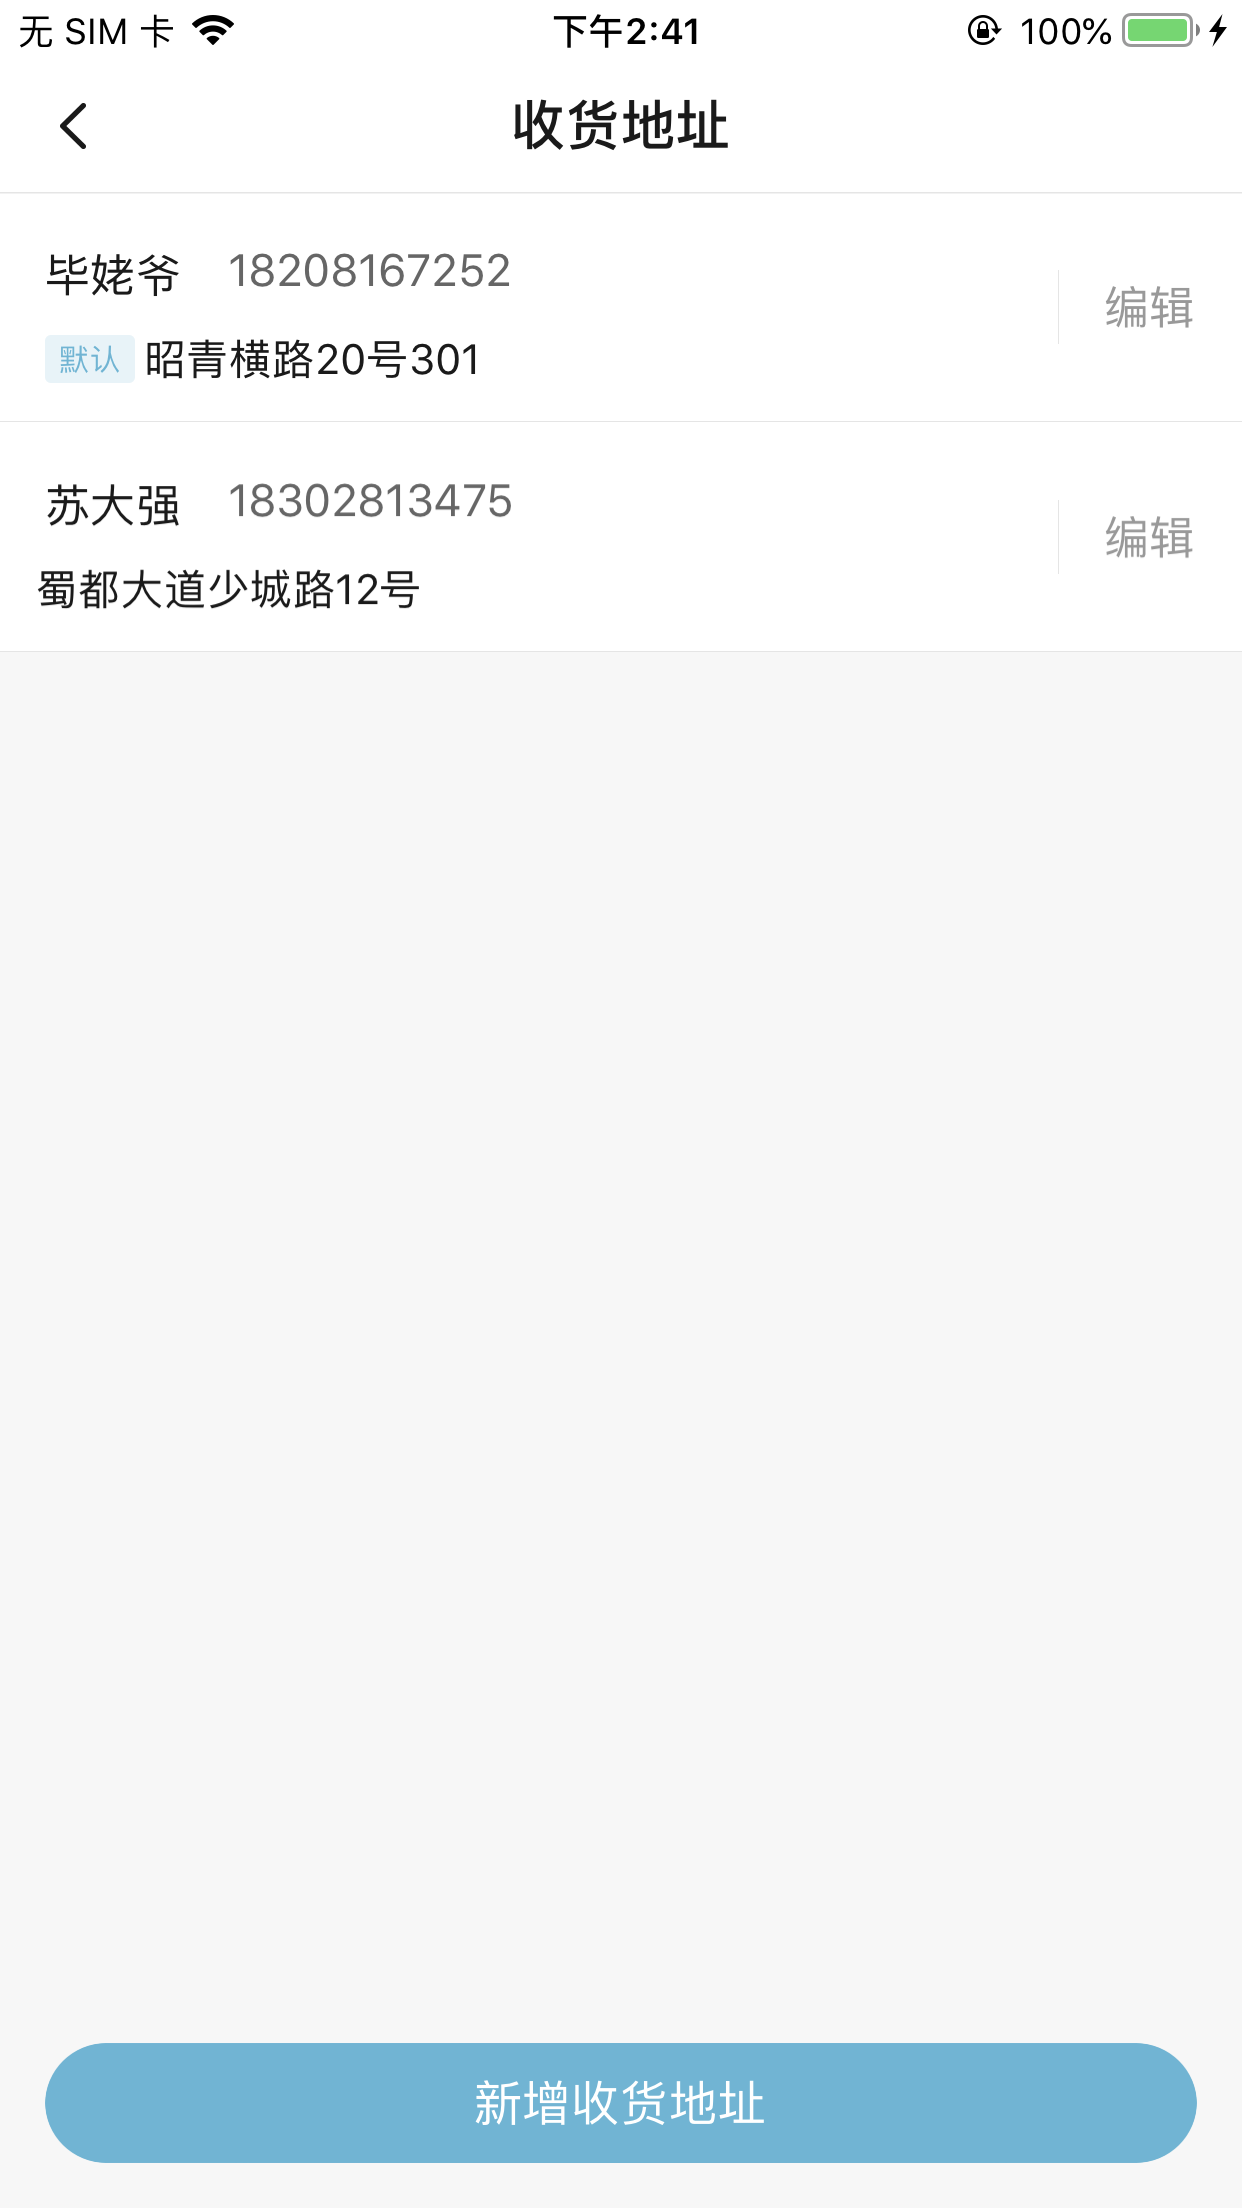 无 SIM 卡 下午2:41 100%
收货地址
毕姥爷 18208167252
编辑
默认 昭青横路20号301
苏大强 18302813475
编辑
蜀都大道少城路12号
新增收货地址